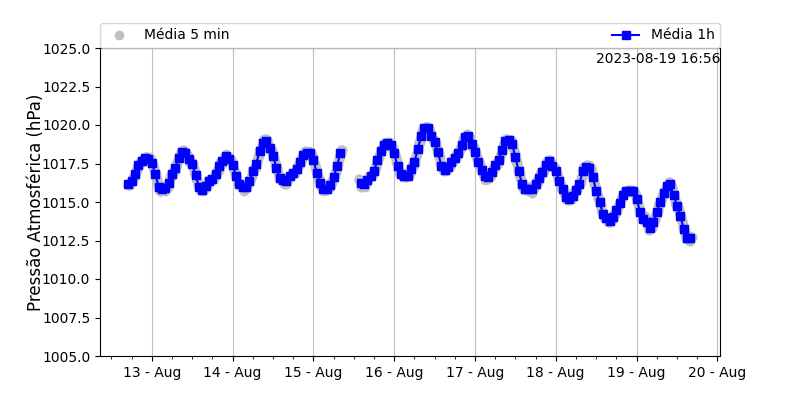 Média 5 min
Média 1h
2023-08-19 16:56
Pressão Atmosférica (hPa)
1025.0
1022.5
1020.0
1017.5
1015.0
1012.5
1010.0
1007.5
1005.0
13 - Aug
14 - Aug
15 - Aug
16 - Aug
17 - Aug
18 - Aug
19 - Aug
20 - Aug